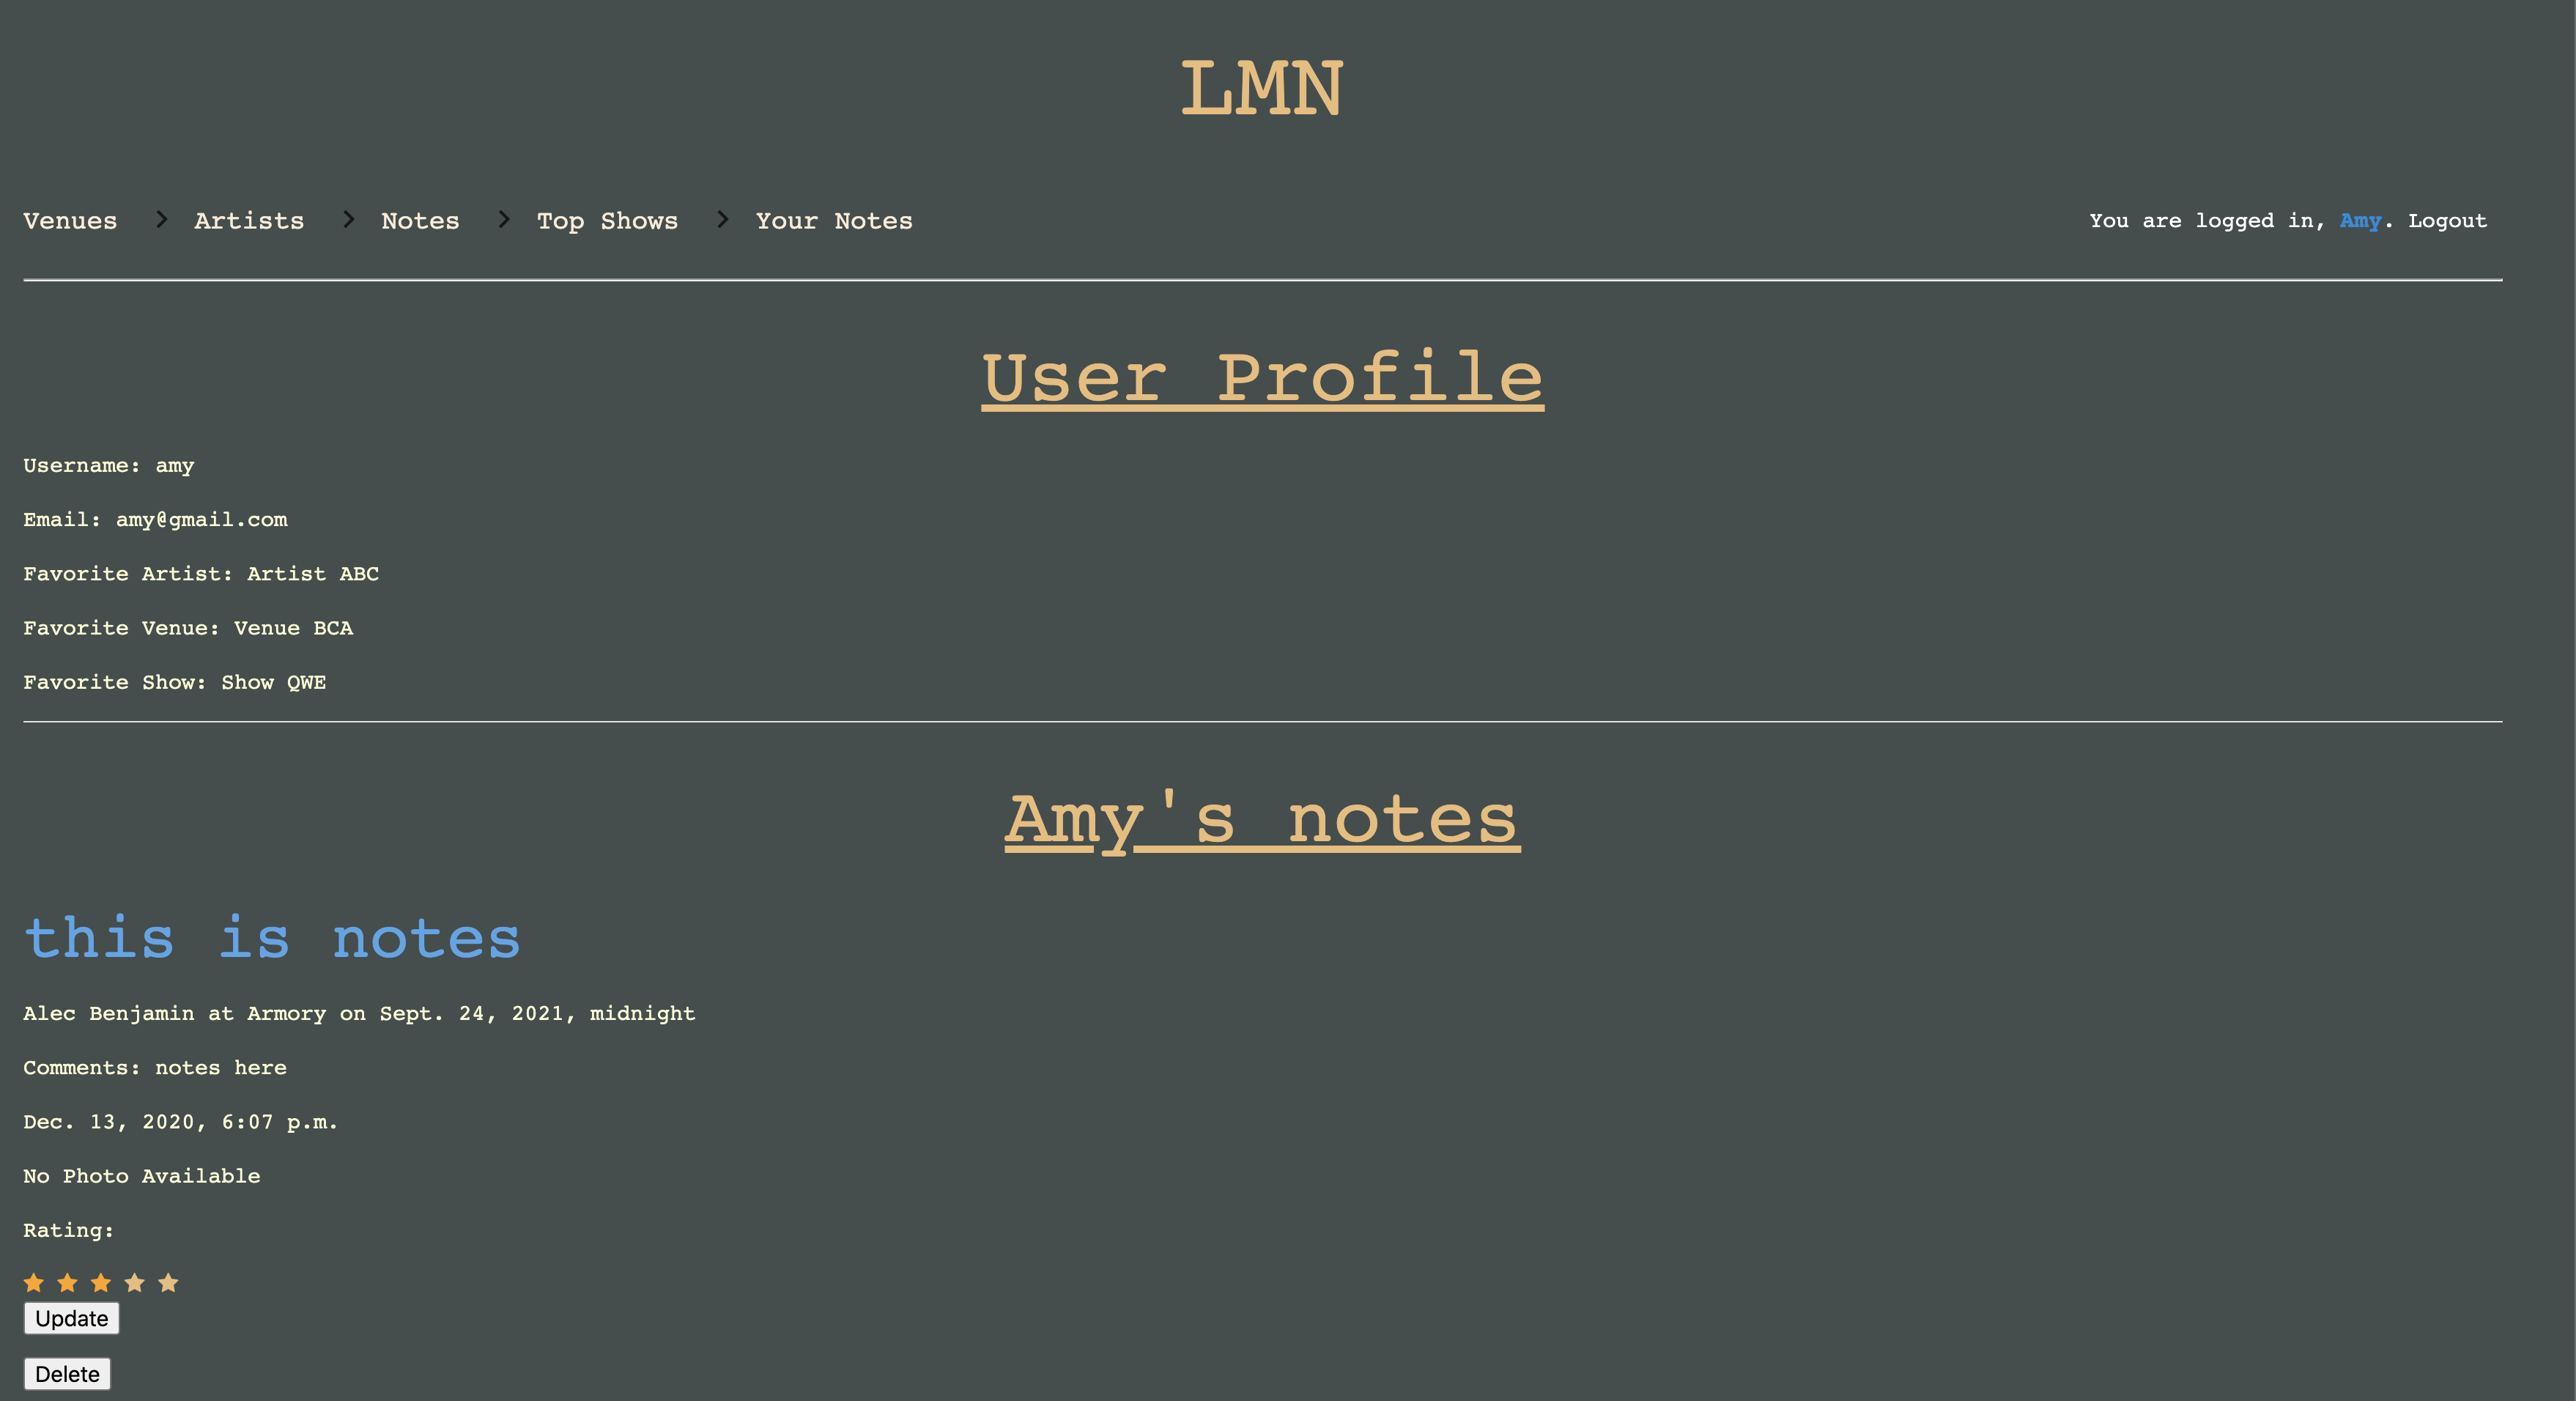 LMN
Venues > Artists > Notes > Top Shows > Your Notes You are logged in, Amy. Logout
User Profile
Username: amy
Email: amy@gmail.com
Favorite Artist: Artist ABC
Favorite Venue: Venue BCA
Favorite Show: Show QWE
Amy's notes
this is notes
Alec Benjamin at Armory on Sept. 24, 2021, midnight
Comments: notes here
Dec. 13, 2020, 6:07 p.m.
No Photo Available
Rating:
Update
Delete